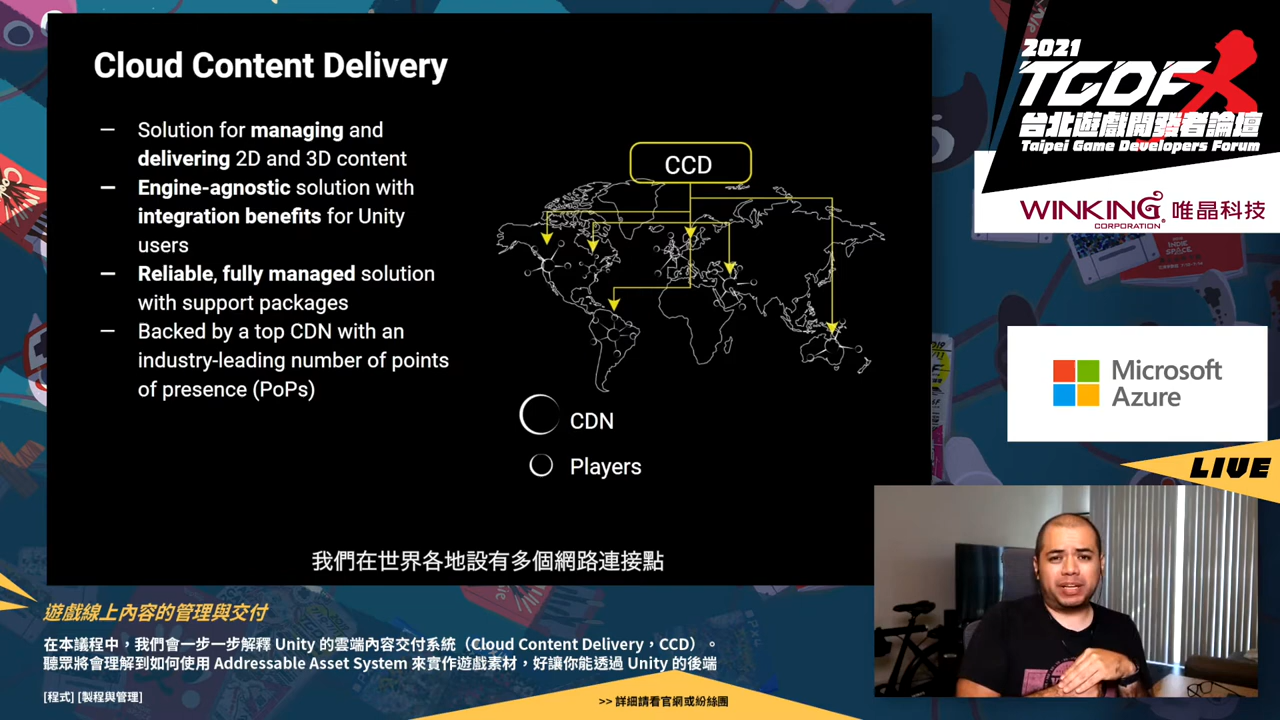 Cloud Content Delivery
– Solution for managing and
delivering 2D and 3D content
– Engine-agnostic solution with
integration benefits for Unity
users
– Reliable, fully managed solution
with support packages
– Backed by a top CDN with an
industry-leading number of points
of presence (PoPs)
CCD
CDN
Players
我們在世界各地設有多個網路連接點
2021
TGDF X
台北遊戲開發者論壇
Taipei Game Developers Forum
WINKING 唯晶科技
CORPORATION
Microsoft
Azure
LIVE
遊戲線上內容的管理與交付
在本議程中，我們會一步一步解釋 Unity 的雲端內容交付系統（Cloud Content Delivery，CCD）。
聽眾將會理解到如何使用 Addressable Asset System 來實作遊戲素材，好讓你能透過 Unity 的後端
[程式] [製程與管理]
>> 詳細請看官網或紛絲團